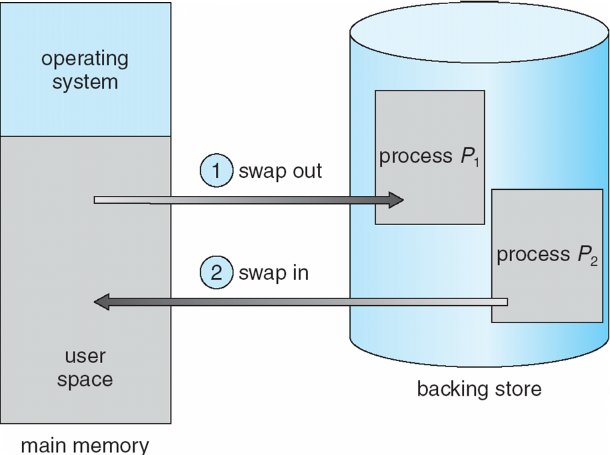 operating
system
process P1
1 swap out
process P2
2 swap in
user
space
backing store
main memory